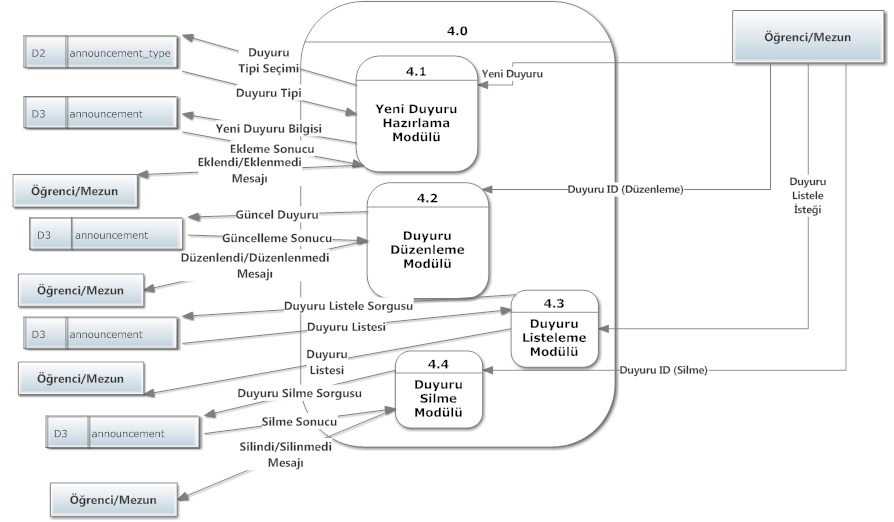 4.0
Öğrenci/Mezun
D2 announcement_type
Duyuru
Tipi Seçimi
Duyuru Tipi
4.1
Yeni Duyuru
Hazırlama
Modülü
Yeni Duyuru
D3 announcement
Yeni Duyuru Bilgisi
Ekleme Sonucu
Eklendi/Eklenmedi
Mesajı
Öğrenci/Mezun
4.2
Duyuru
Düzenleme
Modülü
Duyuru ID (Düzenleme)
Duyuru
Listele
İsteği
D3 announcement
Güncel Duyuru
Güncelleme Sonucu
Düzenlendi/Düzenlenmedi
Mesajı
Öğrenci/Mezun
4.3
Duyuru
Listeleme
Modülü
D3 announcement
Duyuru Listele Sorgusu
Duyuru Listesi
Duyuru
Listesi
Öğrenci/Mezun
4.4
Duyuru
Silme
Modülü
Duyuru ID (Silme)
D3 announcement
Duyuru Silme Sorgusu
Silme Sonucu
Silindi/Silinmedi
Mesajı
Öğrenci/Mezun